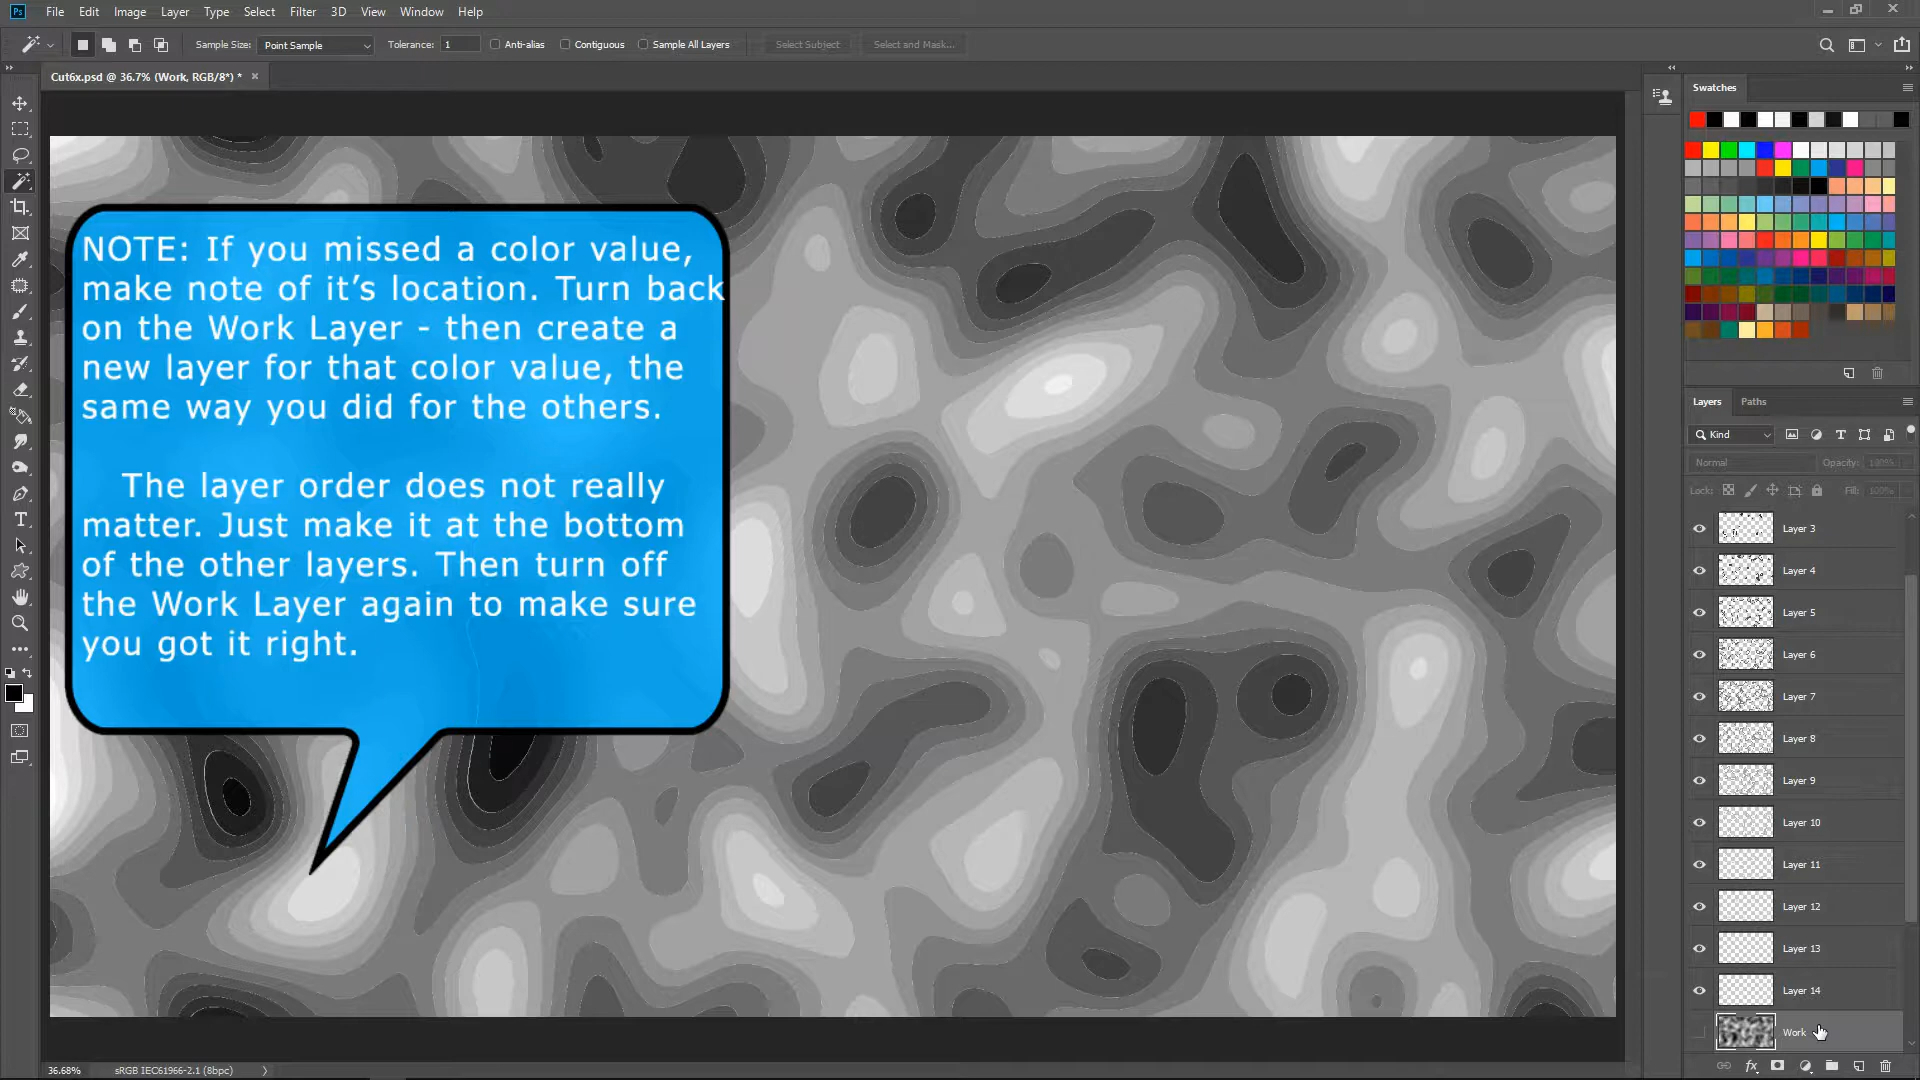 Ps File Edit Image Layer Type Select Filter 3D View Window Help
Sample Size: Point Sample Tolerance: 1 Anti-alias Contiguous Sample All Layers Select Subject Select and Mask...
Cut6x.psd @ 36.7% (Work, RGB/8*) *
Swatches
NOTE: If you missed a color value,
make note of it's location. Turn back
on the Work Layer - then create a
new layer for that color value, the
same way you did for the others.
The layer order does not really
matter. Just make it at the bottom
of the other layers. Then turn off
the Work Layer again to make sure
you got it right.
Layers Paths
Kind
Normal Opacity: 100%
Lock: Fill: 100%
Layer 3
Layer 4
Layer 5
Layer 6
Layer 7
Layer 8
Layer 9
Layer 10
Layer 11
Layer 12
Layer 13
Layer 14
Work
36.68% sRGB IEC61966-2.1 (8bpc)